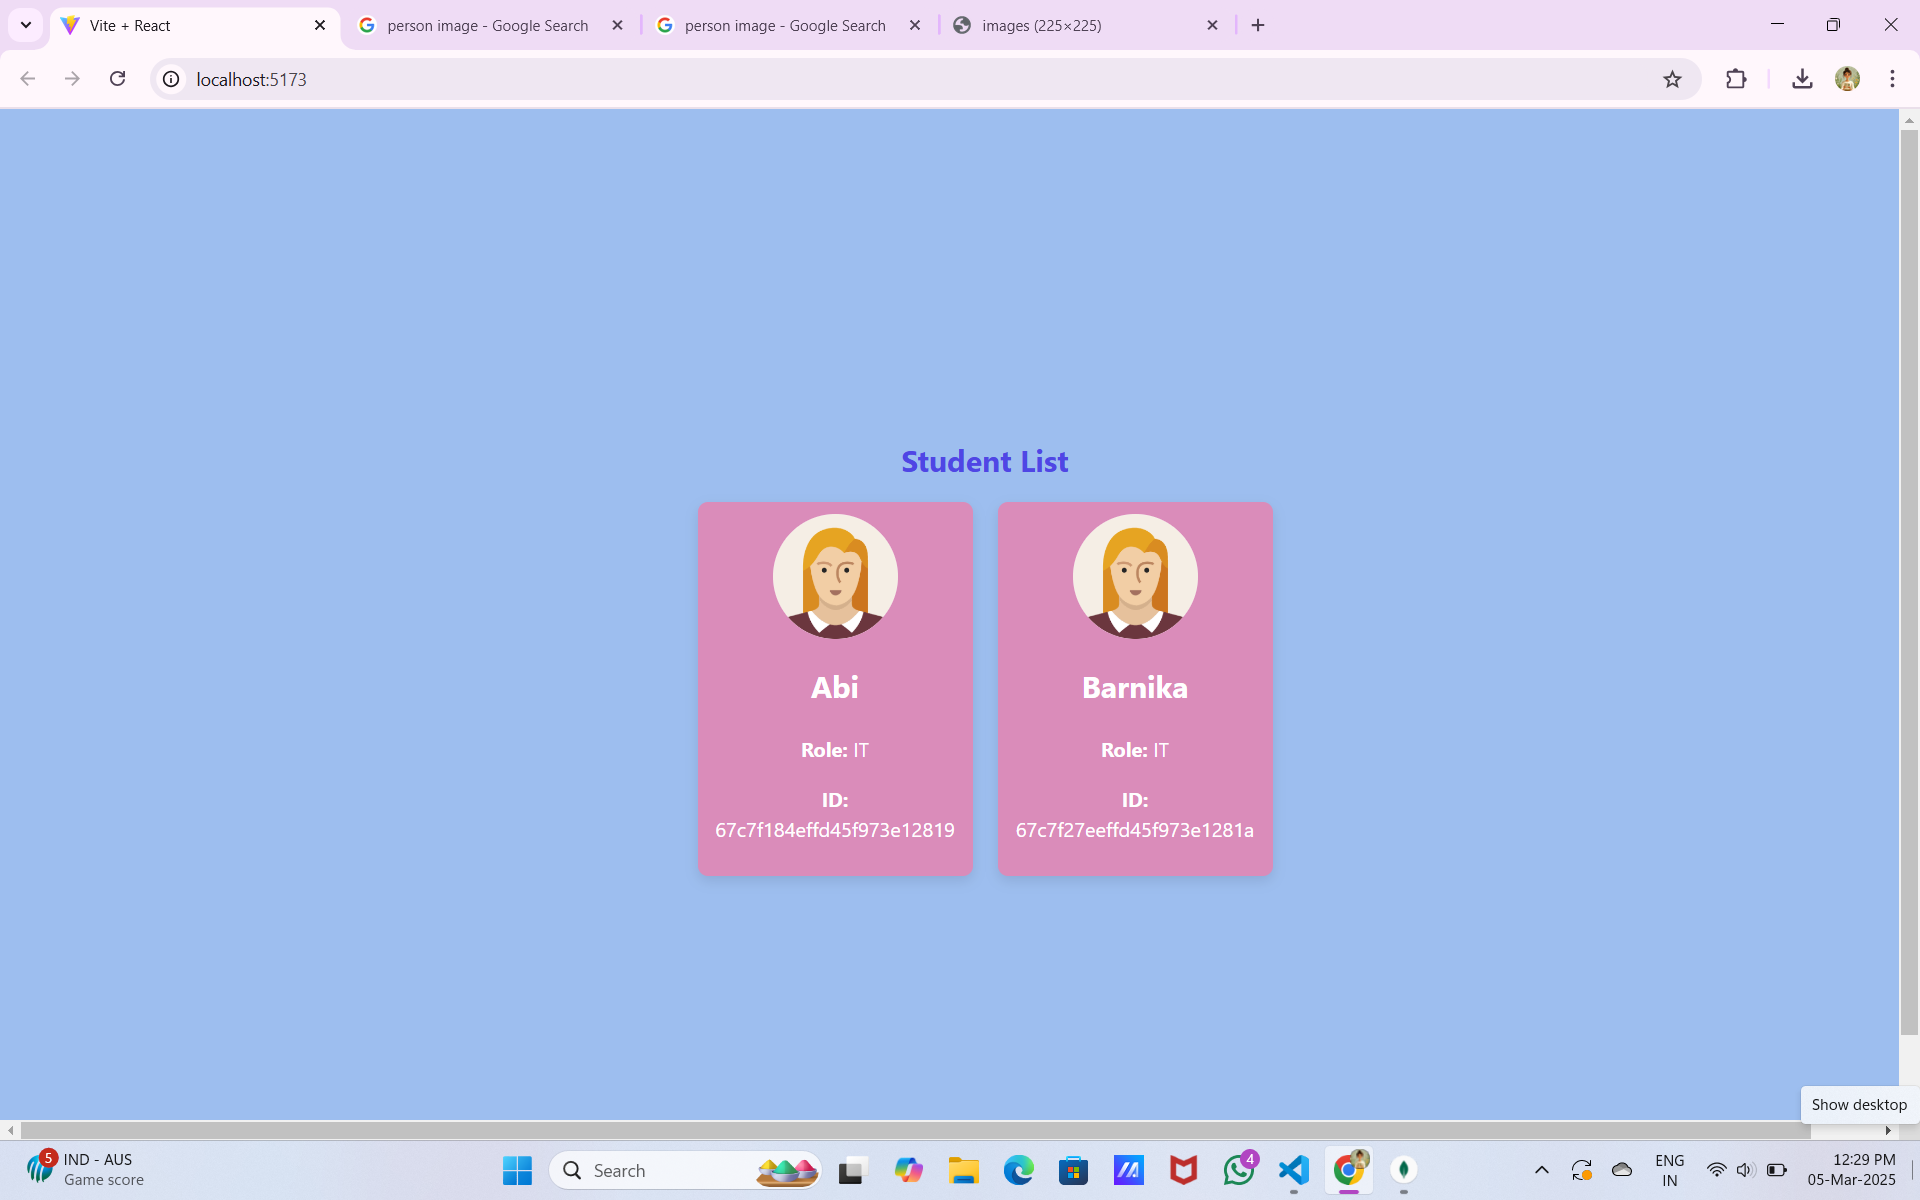 Vite + React
person image - Google Search
person image - Google Search
images (225×225)
localhost:5173
Student List
Abi
Role: IT
ID:
67c7f184effd45f973e12819
Barnika
Role: IT
ID:
67c7f27eeffd45f973e1281a
Show desktop
5
IND - AUS
Game score
Search
4
ENG
IN
12:29 PM
05-Mar-2025